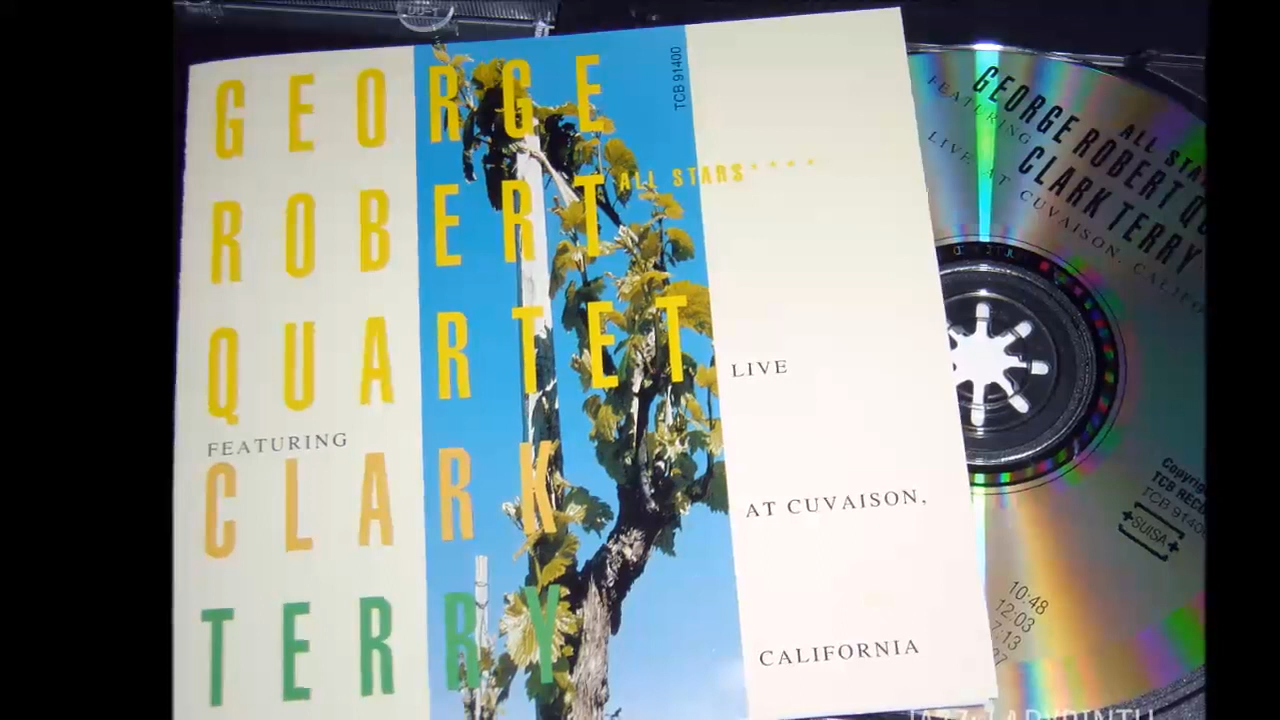 GEORGE
TCB 91400
ALL STARS****
ROBERT
QUARTET
LIVE
FEATURING
CLARK
AT CUVAISON,
TERRY
CALIFORNIA
ALL
GEORGE ROBERT
FEATURING
CLARK TERRY
LIVE AT CUVAISON,
TCB
SUISA
10:48
12:03